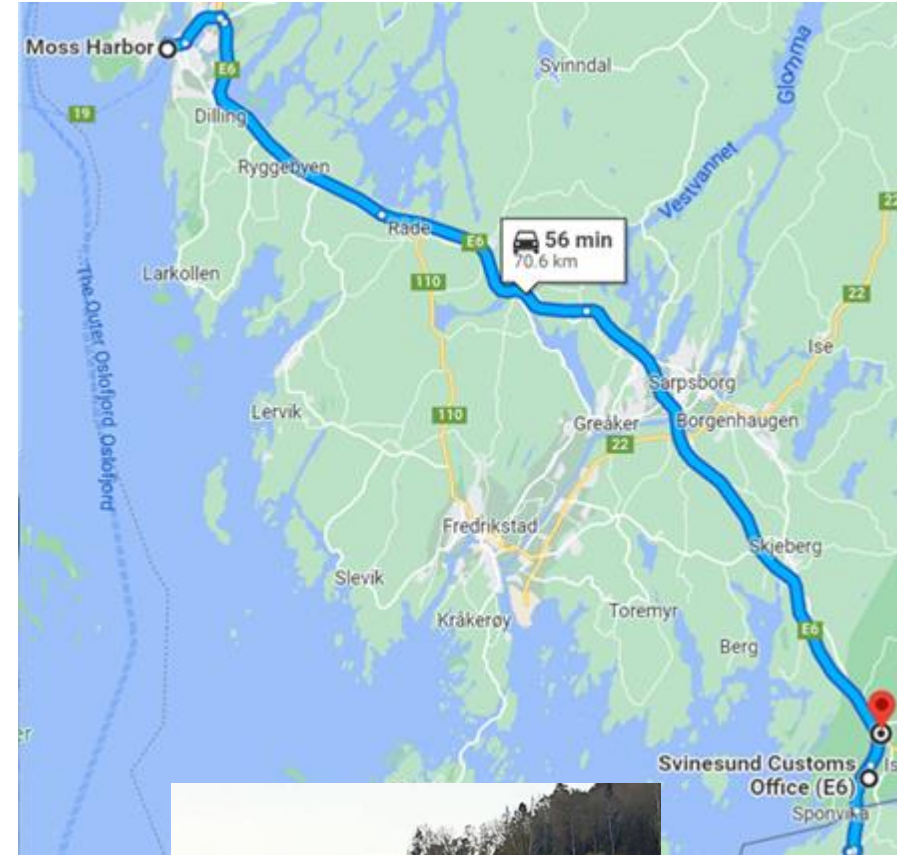 Moss Harbor
Svinndal
Glomma
E6
19
Dilling
Vestvannet
Ryggebyen
22
Råde
E6
56 min
70.6 km
Larkollen
110
22
The Outer Oslofjord Oslofjord
Ise
Sarpsborg
Lervik
110
Greåker
Borgenhaugen
22
Fredrikstad
Skjeberg
Slevik
Kråkerøy
Toremyr
E6
Berg
er
Svinesund Customs
Office (E6)
Is
Sponvika